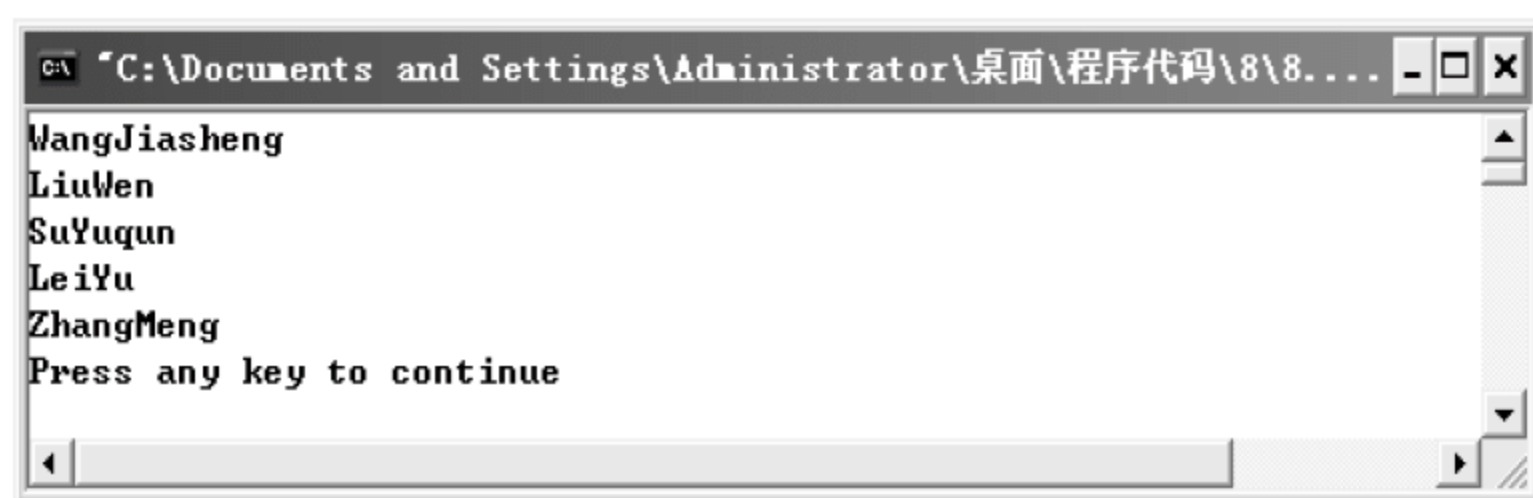 "C:\Documents and Settings\Administrator\桌面\程序代码\8\8....
WangJiasheng
LiuWen
SuYuqun
LeiYu
ZhangMeng
Press any key to continue